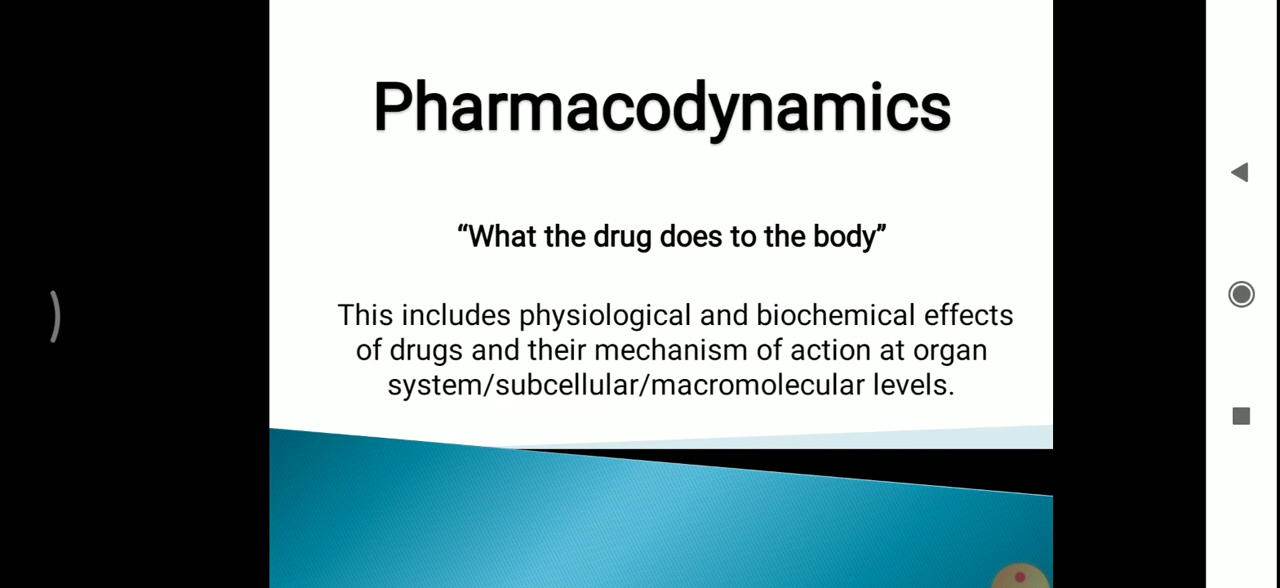 Pharmacodynamics
“What the drug does to the body”
This includes physiological and biochemical effects
of drugs and their mechanism of action at organ
system/subcellular/macromolecular levels.